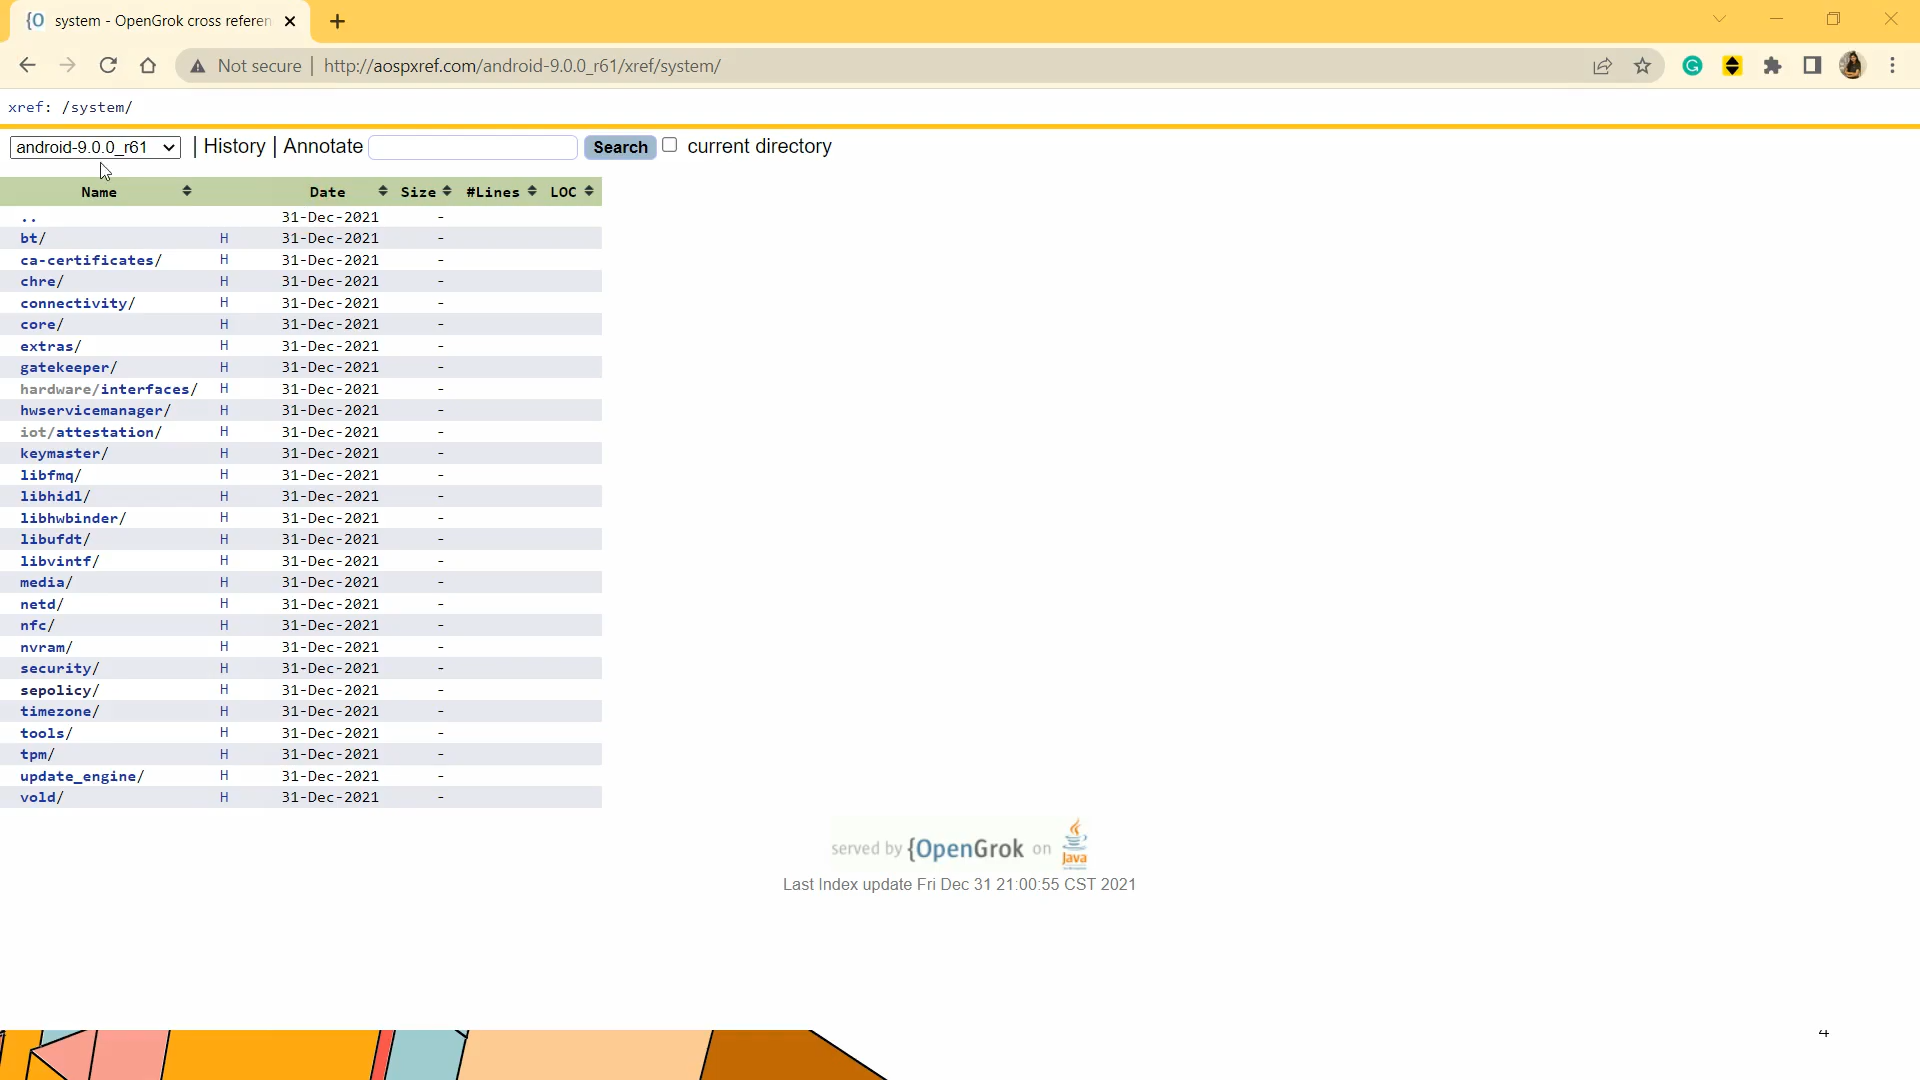 system - OpenGrok cross referen
Not secure | http://aospxref.com/android-9.0.0_r61/xref/system/
xref: /system/
android-9.0.0_r61 | History | Annotate Search current directory
Name Date Size #Lines LOC
.. 31-Dec-2021 -
bt/ H 31-Dec-2021 -
ca-certificates/ H 31-Dec-2021 -
chre/ H 31-Dec-2021 -
connectivity/ H 31-Dec-2021 -
core/ H 31-Dec-2021 -
extras/ H 31-Dec-2021 -
gatekeeper/ H 31-Dec-2021 -
hardware/interfaces/ H 31-Dec-2021 -
hwservicemanager/ H 31-Dec-2021 -
iot/attestation/ H 31-Dec-2021 -
keymaster/ H 31-Dec-2021 -
libfmq/ H 31-Dec-2021 -
libhidl/ H 31-Dec-2021 -
libhwbinder/ H 31-Dec-2021 -
libufdt/ H 31-Dec-2021 -
libvintf/ H 31-Dec-2021 -
media/ H 31-Dec-2021 -
netd/ H 31-Dec-2021 -
nfc/ H 31-Dec-2021 -
nvram/ H 31-Dec-2021 -
security/ H 31-Dec-2021 -
sepolicy/ H 31-Dec-2021 -
timezone/ H 31-Dec-2021 -
tools/ H 31-Dec-2021 -
tpm/ H 31-Dec-2021 -
update_engine/ H 31-Dec-2021 -
vold/ H 31-Dec-2021 -
served by {OpenGrok on Java
Last Index update Fri Dec 31 21:00:55 CST 2021
4